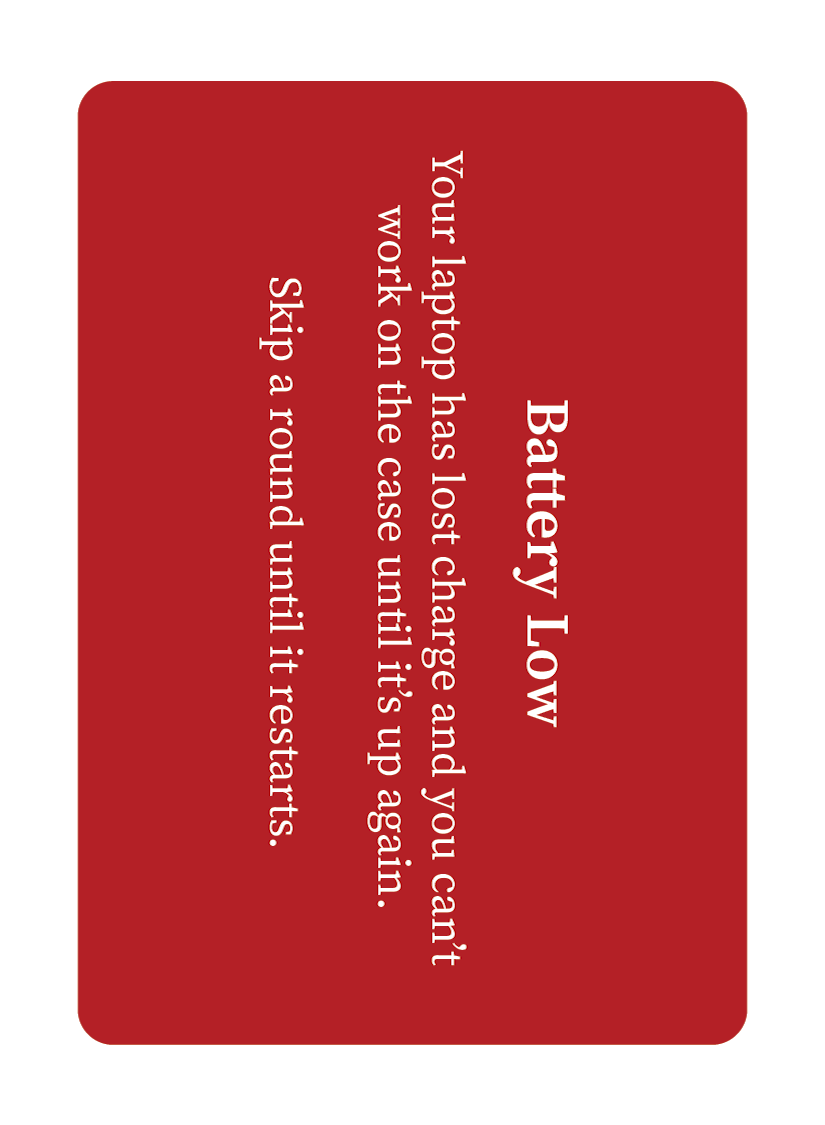 Battery Low
Your laptop has lost charge and you can’t
work on the case until it’s up again.
Skip a round until it restarts.